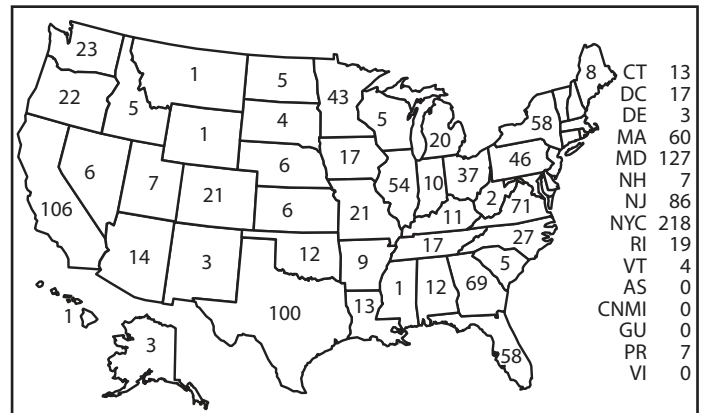 23
1
5
43
8
22
5
4
5
20
58
1
6
17
46
6
7
21
6
54
10
37
2
71
106
21
11
14
3
12
9
17
27
5
1
12
69
100
13
58
1
3
CT 13
DC 17
DE 3
MA 60
MD 127
NH 7
NJ 86
NYC 218
RI 19
VT 4
AS 0
CNMI 0
GU 0
PR 7
VI 0